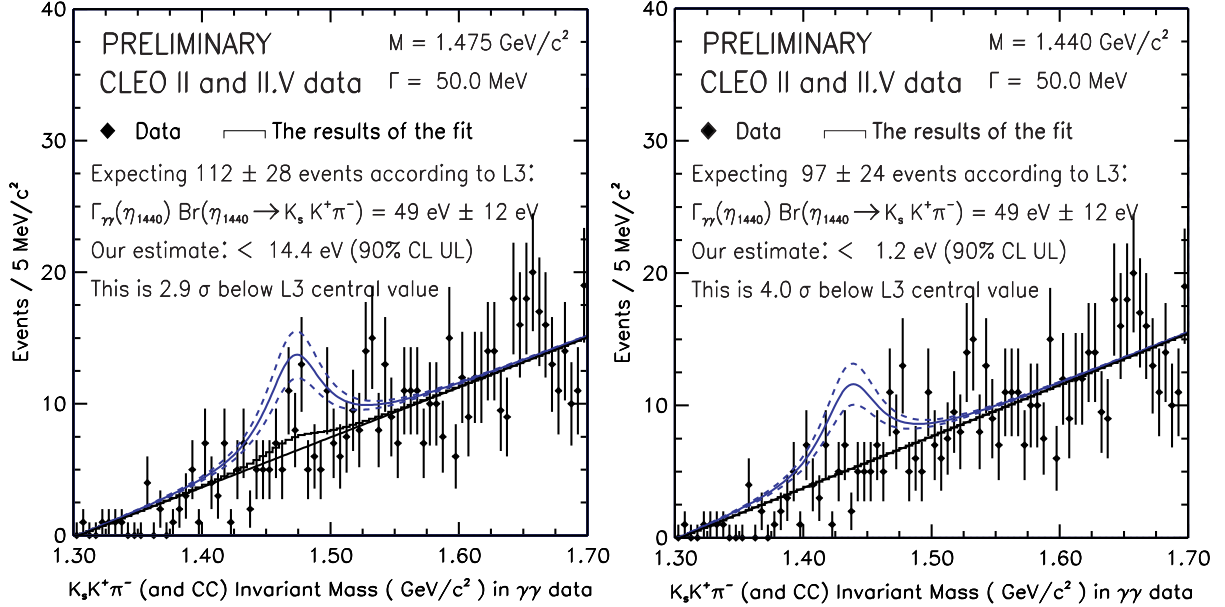 40
30
20
10
0
Events / 5 MeV/c²
PRELIMINARY M = 1.475 GeV/c²
CLEO II and II.V data Γ = 50.0 MeV
Data The results of the fit
Expecting 112 ± 28 events according to L3:
Γγγ(η1440) Br(η1440→Ks K⁺π⁻) = 49 eV ± 12 eV
Our estimate: < 14.4 eV (90% CL UL)
This is 2.9 σ below L3 central value
1.30 1.40 1.50 1.60 1.70
KsK⁺π⁻ (and CC) Invariant Mass ( GeV/c² ) in γγ data
40
30
20
10
0
Events / 5 MeV/c²
PRELIMINARY M = 1.440 GeV/c²
CLEO II and II.V data Γ = 50.0 MeV
Data The results of the fit
Expecting 97 ± 24 events according to L3:
Γγγ(η1440) Br(η1440→Ks K⁺π⁻) = 49 eV ± 12 eV
Our estimate: < 1.2 eV (90% CL UL)
This is 4.0 σ below L3 central value
1.30 1.40 1.50 1.60 1.70
KsK⁺π⁻ (and CC) Invariant Mass ( GeV/c² ) in γγ data